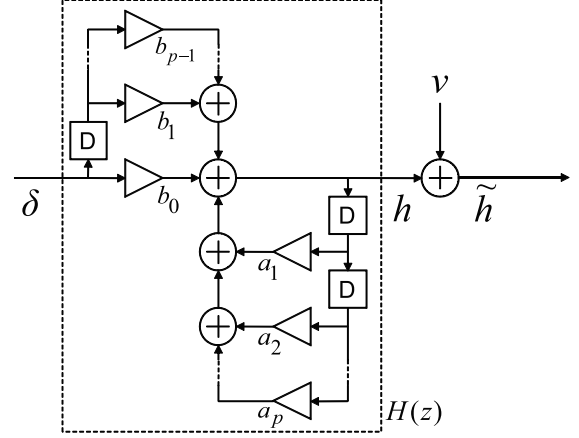 b_{p-1}
v
D
b_1
δ
b_0
h
h̃
D
a_1
D
a_2
a_p
H(z)